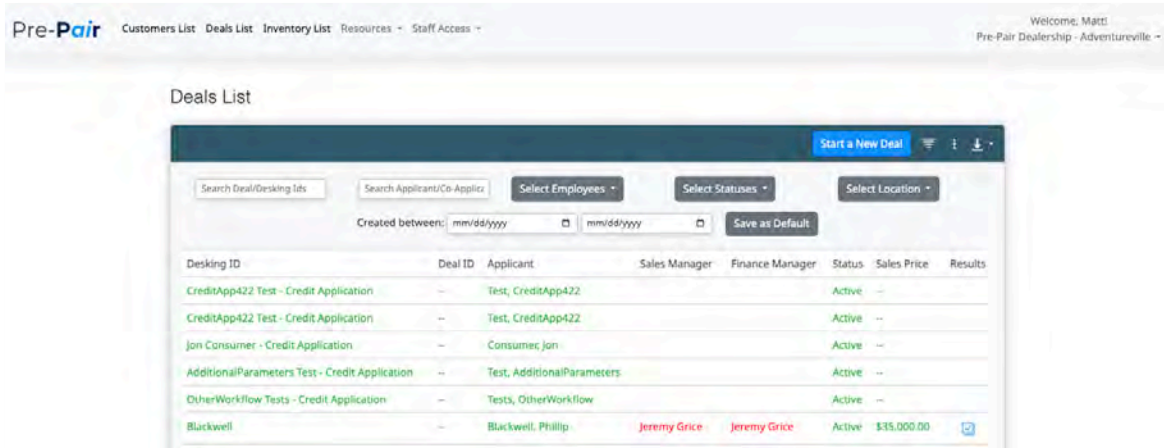 Pre-Pair Customers List Deals List Inventory List Resources Staff Access
Welcome, Matt!
Pre-Pair Dealership - Adventureville
Deals List
Start a New Deal
Search Deal/Desking Ids Search Applicant/Co-Applica Select Employees Select Statuses Select Location
Created between: mm/dd/yyyy mm/dd/yyyy Save as Default
Desking ID Deal ID Applicant Sales Manager Finance Manager Status Sales Price Results
CreditApp422 Test - Credit Application -- Test, CreditApp422 Active --
CreditApp422 Test - Credit Application -- Test, CreditApp422 Active --
Jon Consumer - Credit Application -- Consumer, Jon Active --
AdditionalParameters Test - Credit Application -- Test, AdditionalParameters Active --
OtherWorkflow Tests - Credit Application -- Tests, OtherWorkflow Active --
Blackwell -- Blackwell, Phillip Jeremy Grice Jeremy Grice Active $35,000.00